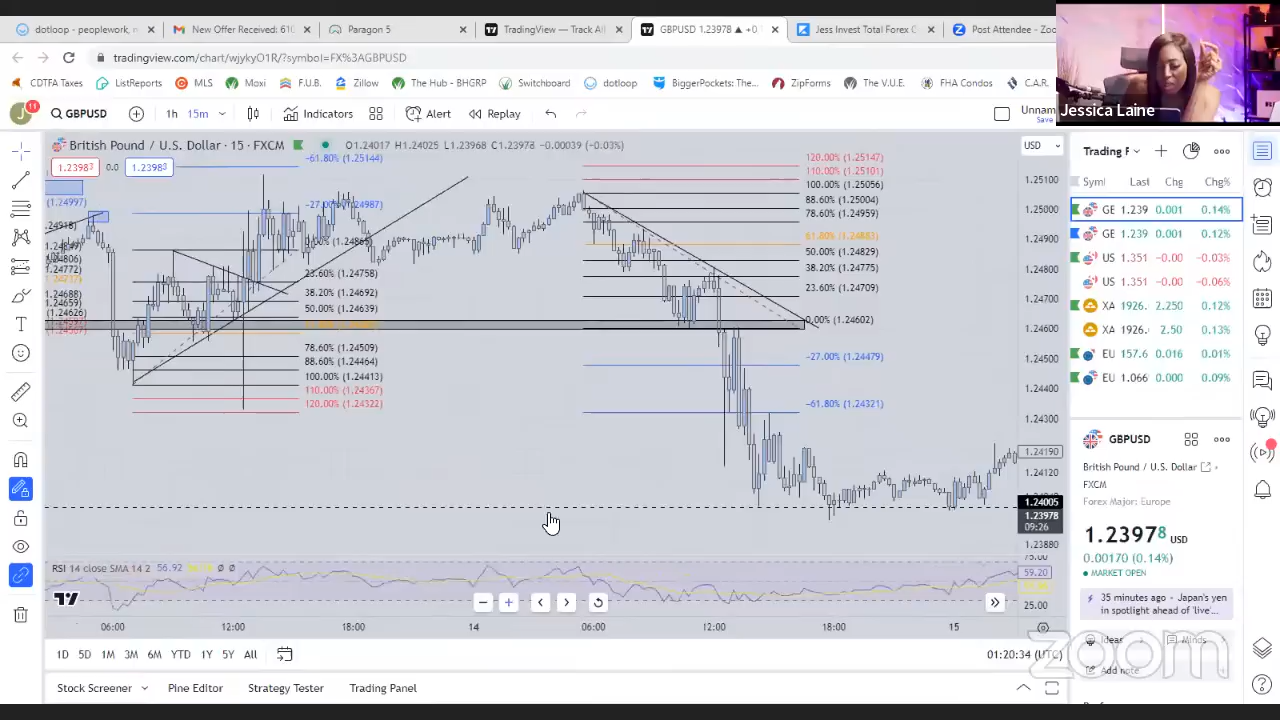 dotloop - peoplework, n
New Offer Received: 610
Paragon 5
TradingView — Track All
GBPUSD 1.23978 ▲ +0
Jess Invest Total Forex C
Post Attendee - Zoo
tradingview.com/chart/wjykyO1R/?symbol=FX%3AGBPUSD
CDTFA Taxes
ListReports
MLS
Moxi
F.U.B.
Zillow
The Hub - BHSRP
Switchboard
dotloop
BiggerPockets: The...
ZipForms
The V.U.E.
FHA Condos
C.A.R.
Jessica Laine
J
11
GBPUSD
1h
15m
Indicators
Alert
Replay
Unnam
Save
British Pound / U.S. Dollar · 15 · FXCM
O1.24017 H1.24025 L1.23968 C1.23978 −0.00039 (−0.03%)
USD
1.23983
0.0
1.23983
-61.80% (1.25144)
-27.00% (1.24987)
23.60% (1.24758)
38.20% (1.24692)
50.00% (1.24639)
78.60% (1.24509)
88.60% (1.24464)
100.00% (1.24413)
110.00% (1.24367)
120.00% (1.24322)
120.00% (1.25147)
110.00% (1.25101)
100.00% (1.25056)
88.60% (1.25004)
78.60% (1.24959)
61.80% (1.24883)
50.00% (1.24829)
38.20% (1.24775)
23.60% (1.24709)
0.00% (1.24602)
-27.00% (1.24479)
-61.80% (1.24321)
1.25100
1.25000
1.24900
1.24800
1.24700
1.24600
1.24500
1.24400
1.24300
1.24190
1.24120
1.24005
1.23978
09:26
1.23880
75.00
59.20
25.00
RSI 14 close SMA 14 2 56.92
06:00
12:00
18:00
14
06:00
12:00
18:00
15
1D
5D
1M
3M
6M
YTD
1Y
5Y
All
01:20:34 (UTC)
Stock Screener
Pine Editor
Strategy Tester
Trading Panel
Trading F
SymI
Last
Chg
Chg%
GE 1.239 0.001 0.14%
GE 1.239 0.001 0.12%
US 1.351 −0.00 −0.03%
US 1.351 −0.00 −0.06%
XA 1926. 2.250 0.12%
XA 1926. 2.50 0.13%
EU 157.6 0.016 0.01%
EU 1.066 0.000 0.09%
GBPUSD
British Pound / U.S. Dollar
FXCM
Forex Major: Europe
1.23978 USD
0.00170 (0.14%)
MARKET OPEN
35 minutes ago · Japan's yen
in spotlight ahead of 'live'...
Ideas
Minds
Add note
zoom